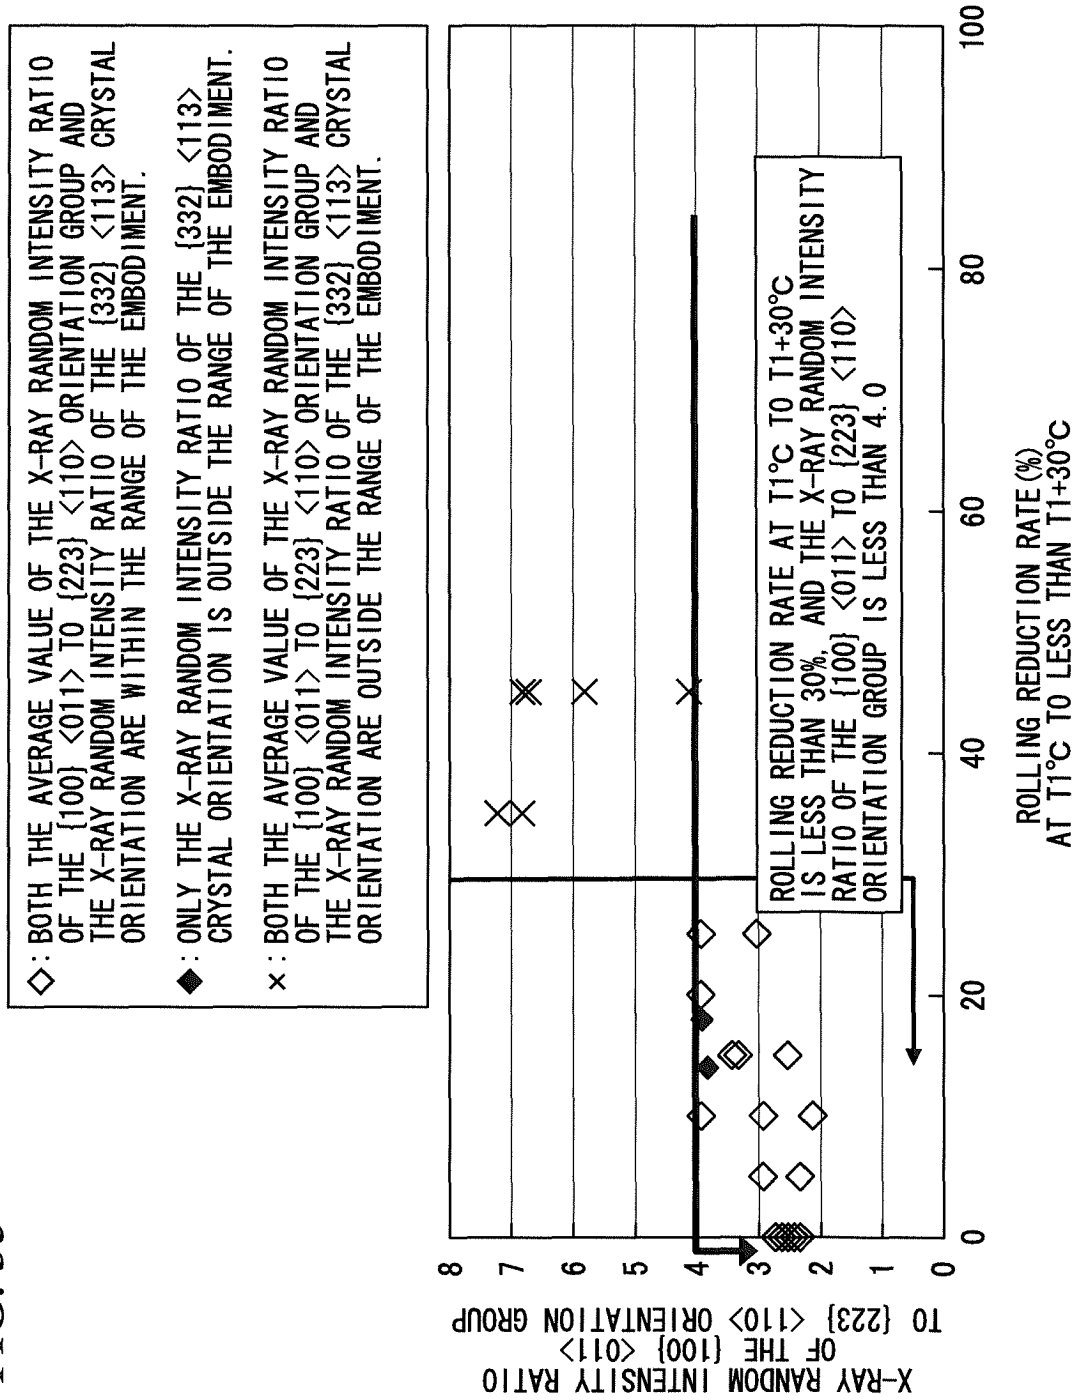 ◇: BOTH THE AVERAGE VALUE OF THE X-RAY RANDOM INTENSITY RATIO
OF THE {100} <011> TO {223} <110> ORIENTATION GROUP AND
THE X-RAY RANDOM INTENSITY RATIO OF THE {332} <113> CRYSTAL
ORIENTATION ARE WITHIN THE RANGE OF THE EMBODIMENT.
◆: ONLY THE X-RAY RANDOM INTENSITY RATIO OF THE {332} <113>
CRYSTAL ORIENTATION IS OUTSIDE THE RANGE OF THE EMBODIMENT.
×: BOTH THE AVERAGE VALUE OF THE X-RAY RANDOM INTENSITY RATIO
OF THE {100} <011> TO {223} <110> ORIENTATION GROUP AND
THE X-RAY RANDOM INTENSITY RATIO OF THE {332} <113> CRYSTAL
ORIENTATION ARE OUTSIDE THE RANGE OF THE EMBODIMENT.
X-RAY RANDOM INTENSITY RATIO
OF THE {100} <011>
TO {223} <110> ORIENTATION GROUP
8
7
6
5
4
3
2
1
0
ROLLING REDUCTION RATE AT T1°C TO T1+30°C
IS LESS THAN 30%, AND THE X-RAY RANDOM INTENSITY
RATIO OF THE {100} <011> TO {223} <110>
ORIENTATION GROUP IS LESS THAN 4.0
0
20
40
60
80
100
ROLLING REDUCTION RATE(%)
AT T1°C TO LESS THAN T1+30°C